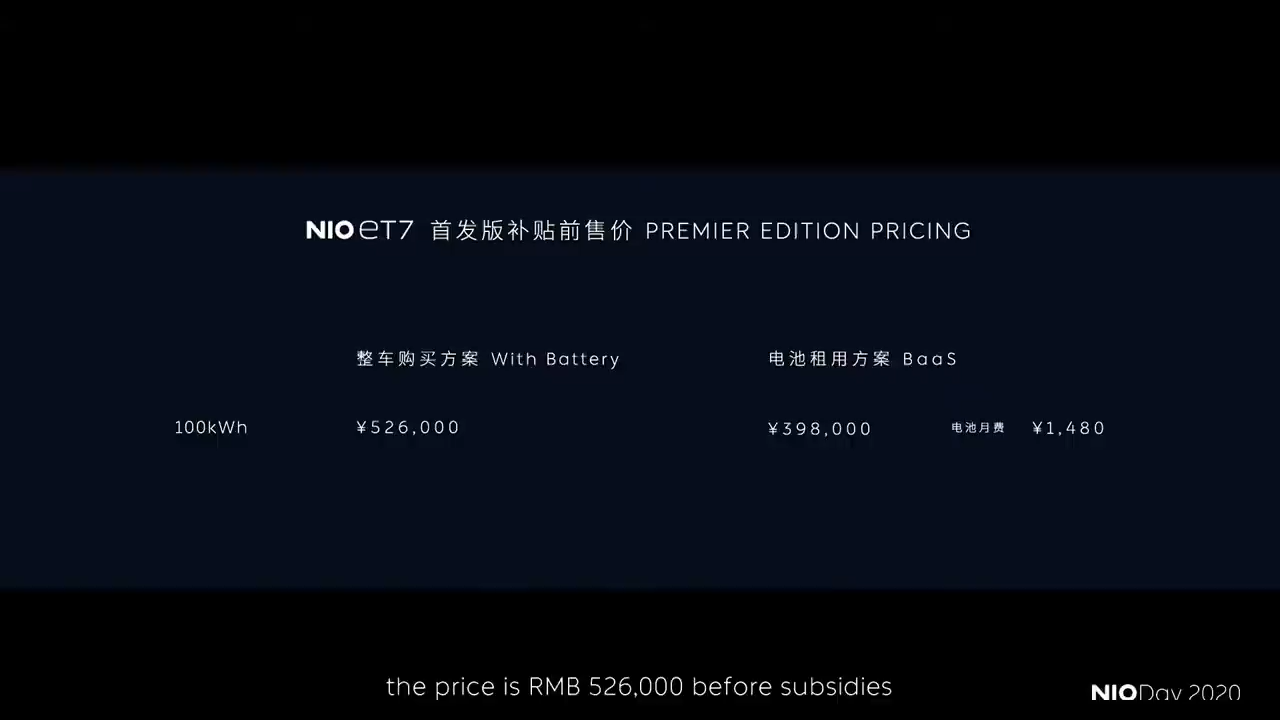 NIO eT7 首发版补贴前售价 PREMIER EDITION PRICING
整车购买方案 With Battery 电池租用方案 BaaS
100kWh ¥526,000 ¥398,000 电池月费 ¥1,480
the price is RMB 526,000 before subsidies
NIO Day 2020